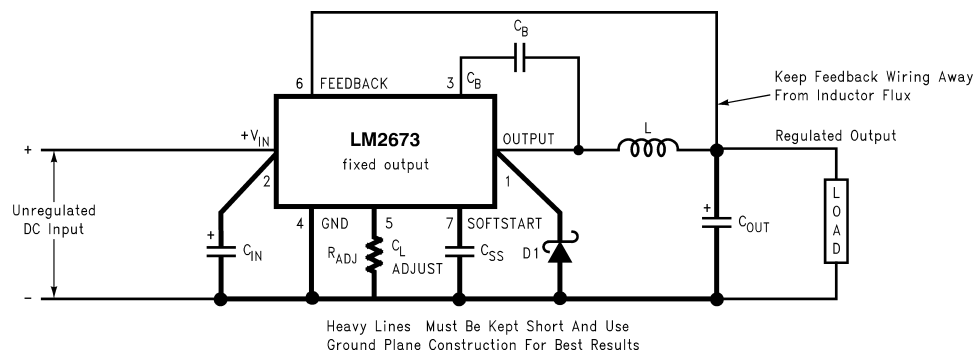 C_B
6 FEEDBACK 3 C_B
Keep Feedback Wiring Away
From Inductor Flux
+V_IN
LM2673
fixed output
OUTPUT
L
Regulated Output
+
2
1
Unregulated
DC Input
4 GND 5 7 SOFTSTART
+
C_IN
R_ADJ
C_L
ADJUST
C_SS
D1
+
C_OUT
LOAD
-
Heavy Lines Must Be Kept Short And Use
Ground Plane Construction For Best Results